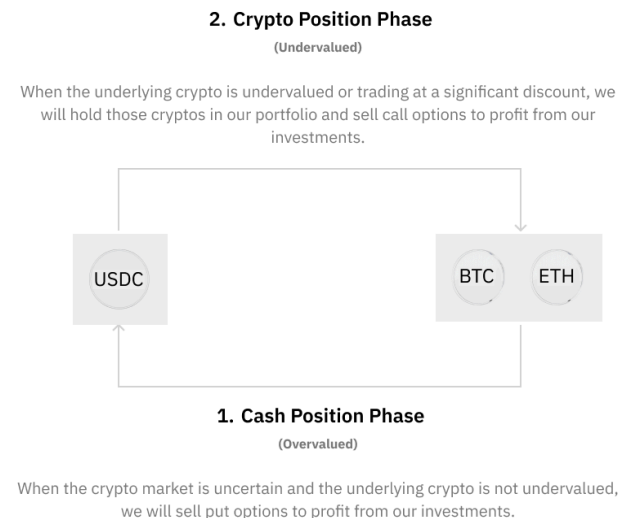 2. Crypto Position Phase
(Undervalued)
When the underlying crypto is undervalued or trading at a significant discount, we
will hold those cryptos in our portfolio and sell call options to profit from our
investments.
USDC
BTC ETH
1. Cash Position Phase
(Overvalued)
When the crypto market is uncertain and the underlying crypto is not undervalued,
we will sell put options to profit from our investments.